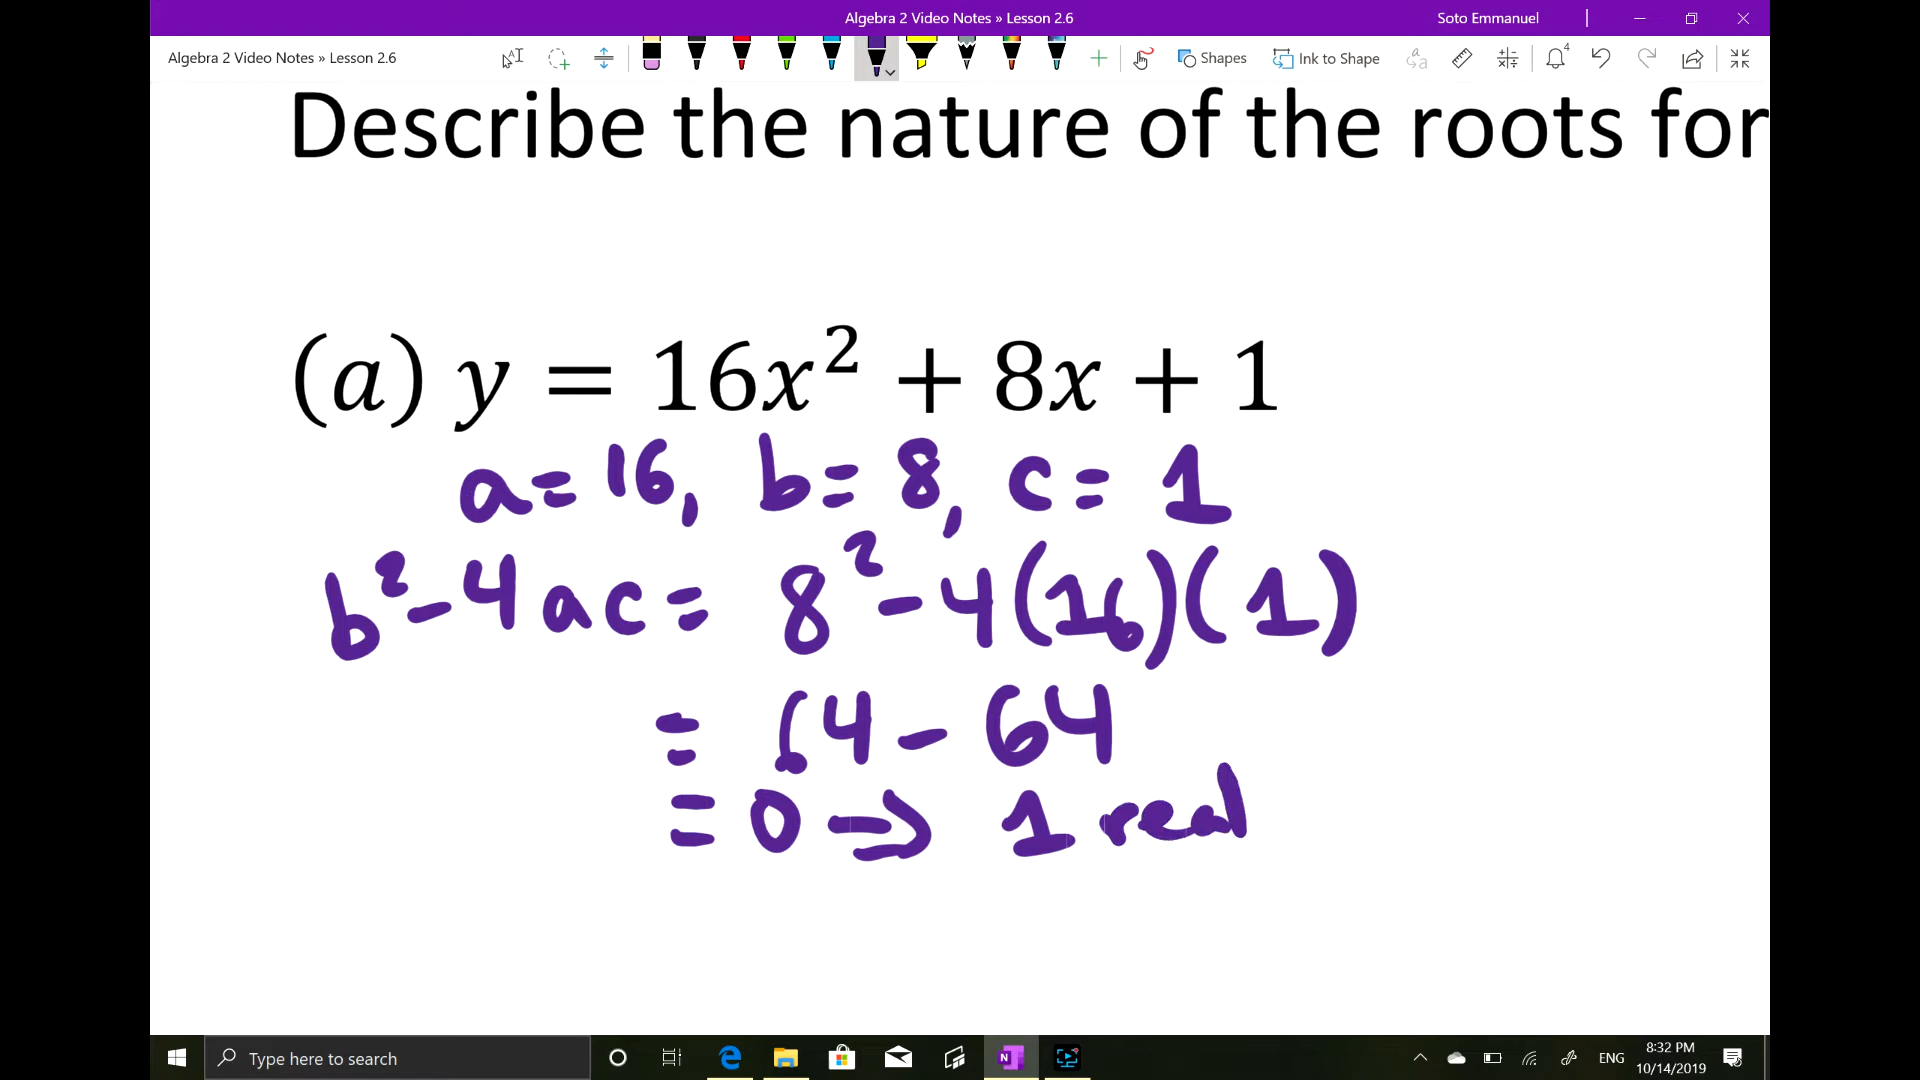 Algebra 2 Video Notes » Lesson 2.6
Soto Emmanuel
Algebra 2 Video Notes » Lesson 2.6
Shapes
Ink to Shape
4
Describe the nature of the roots for
(a) y = 16x² + 8x + 1
a = 16, b = 8, c = 1
b² - 4ac = 8² - 4(16)(1)
= 64 - 64
= 0 → 1 real
Type here to search
ENG
8:32 PM
10/14/2019